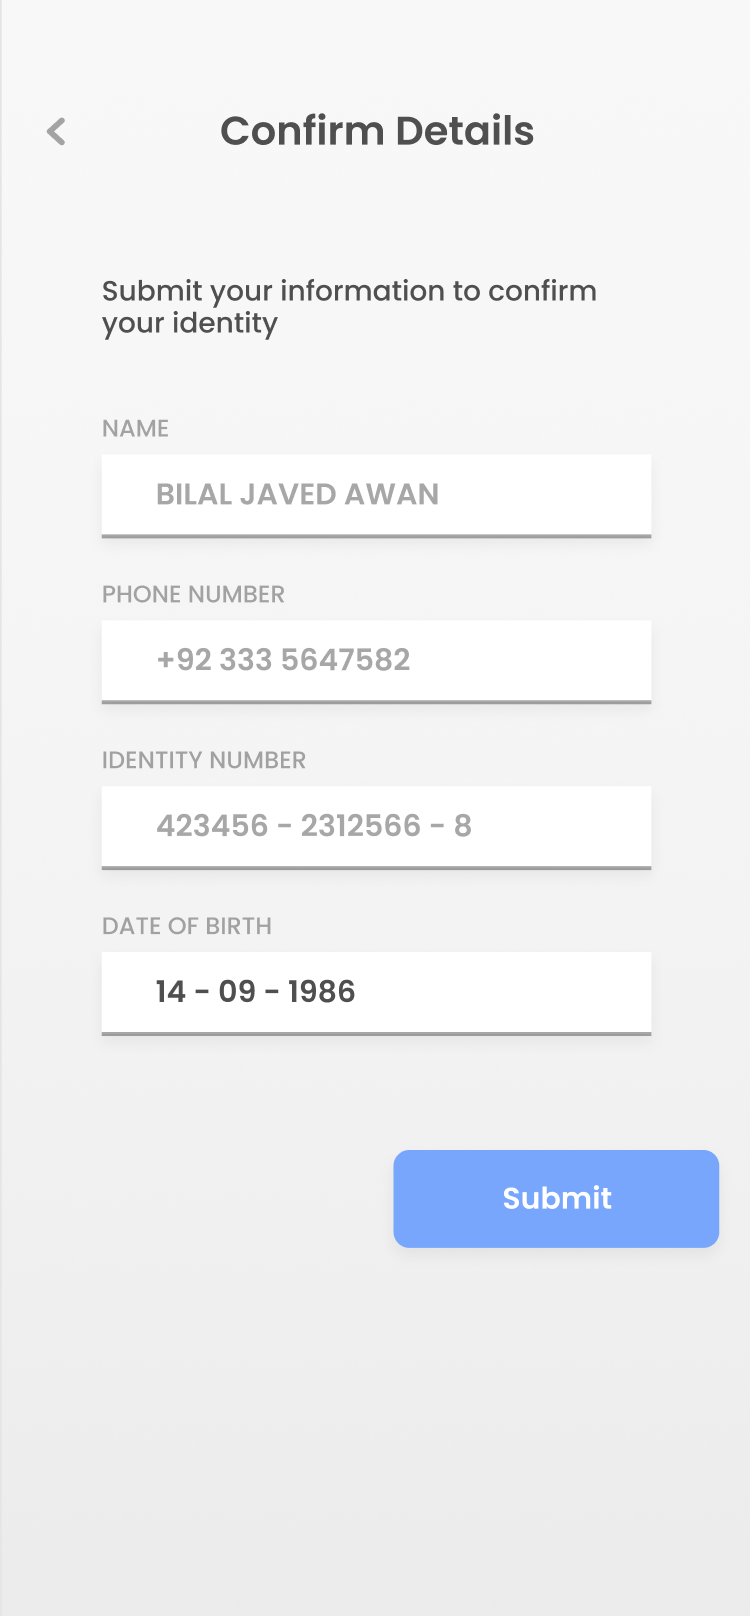 Confirm Details
Submit your information to confirm
your identity
NAME
BILAL JAVED AWAN
PHONE NUMBER
+92 333 5647582
IDENTITY NUMBER
423456 - 2312566 - 8
DATE OF BIRTH
14 - 09 - 1986
Submit